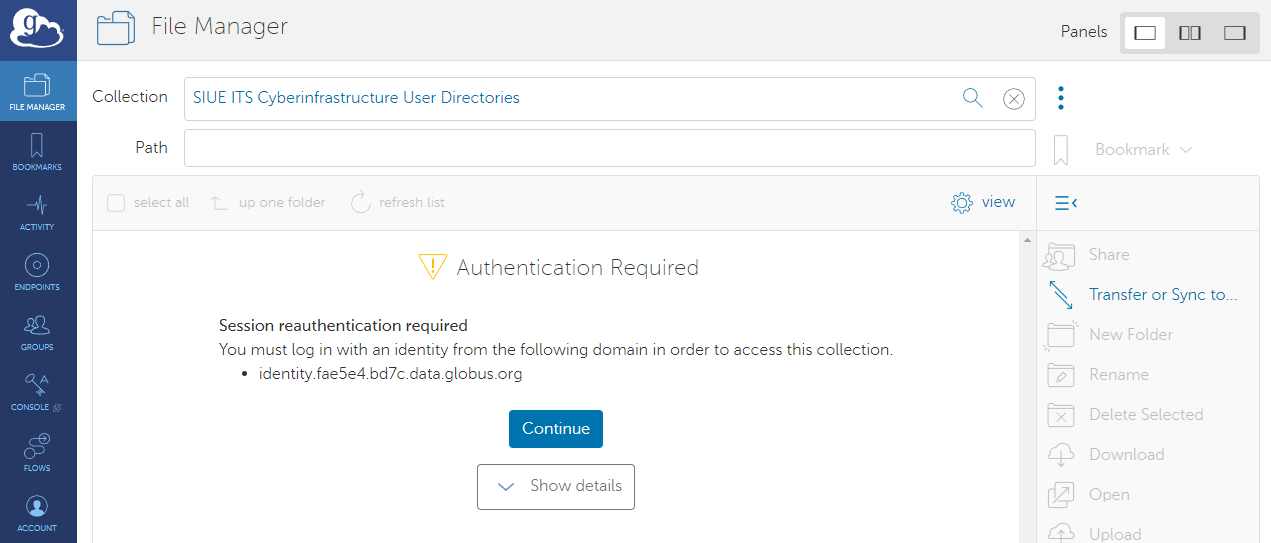 g
File Manager
Panels
FILE MANAGER
BOOKMARKS
ACTIVITY
ENDPOINTS
GROUPS
CONSOLE
FLOWS
ACCOUNT
Collection
SIUE ITS Cyberinfrastructure User Directories
Path
Bookmark
select all
up one folder
refresh list
view
Authentication Required
Session reauthentication required
You must log in with an identity from the following domain in order to access this collection.
• identity.fae5e4.bd7c.data.globus.org
Continue
Show details
Share
Transfer or Sync to...
New Folder
Rename
Delete Selected
Download
Open
Upload